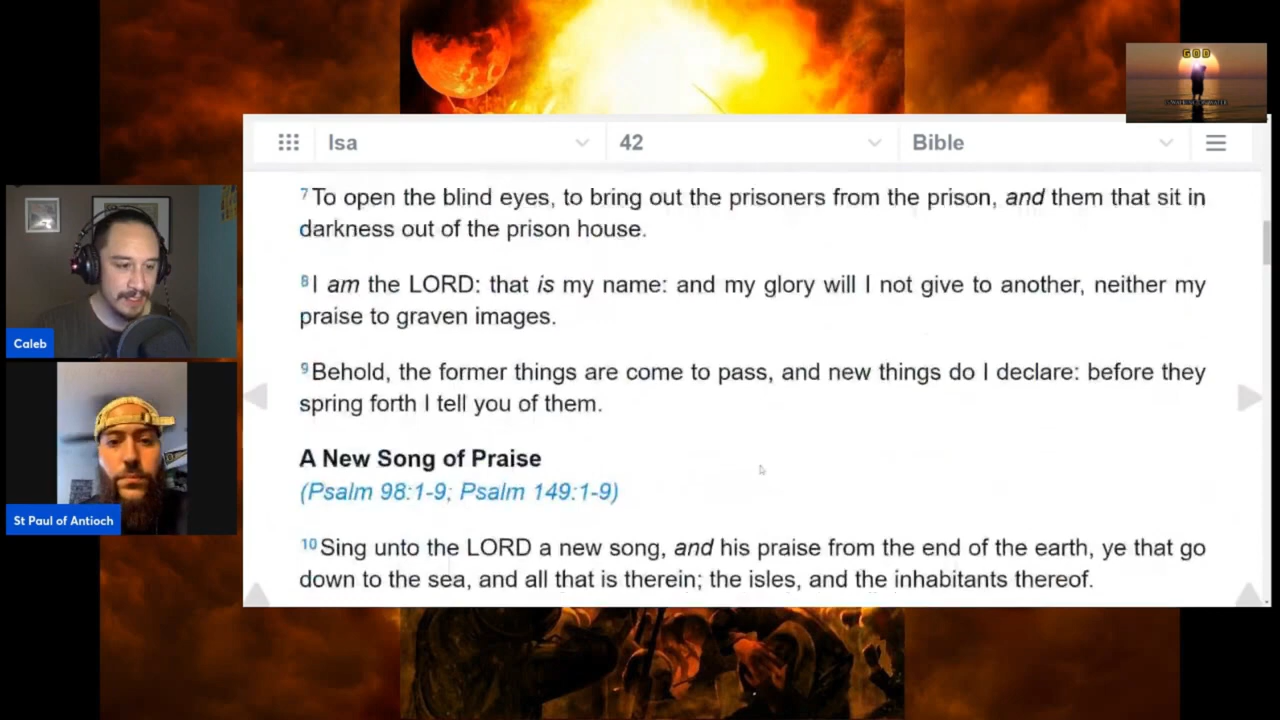 GOD
Isa
42
Bible
7 To open the blind eyes, to bring out the prisoners from the prison, and them that sit in
darkness out of the prison house.
8 I am the LORD: that is my name: and my glory will I not give to another, neither my
praise to graven images.
9 Behold, the former things are come to pass, and new things do I declare: before they
spring forth I tell you of them.
A New Song of Praise
(Psalm 98:1-9; Psalm 149:1-9)
10 Sing unto the LORD a new song, and his praise from the end of the earth, ye that go
down to the sea, and all that is therein; the isles, and the inhabitants thereof.
Caleb
St Paul of Antioch